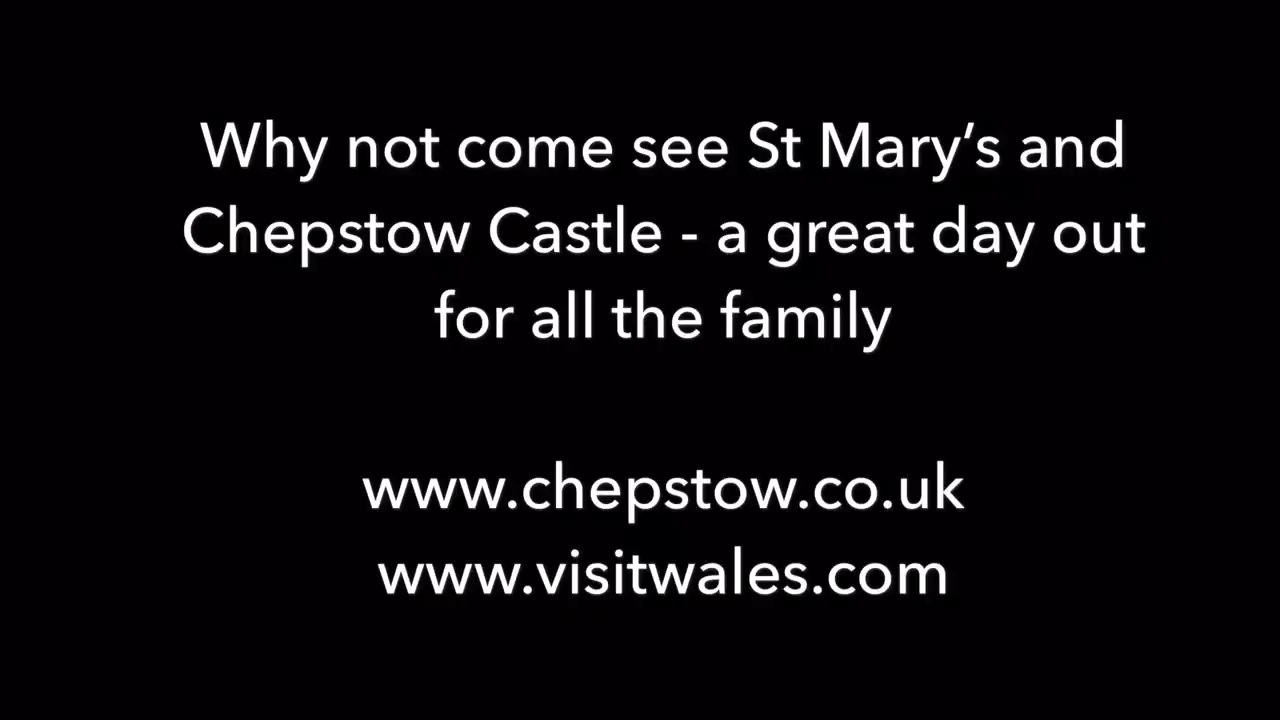 Why not come see St Mary’s and
Chepstow Castle - a great day out
for all the family
www.chepstow.co.uk
www.visitwales.com